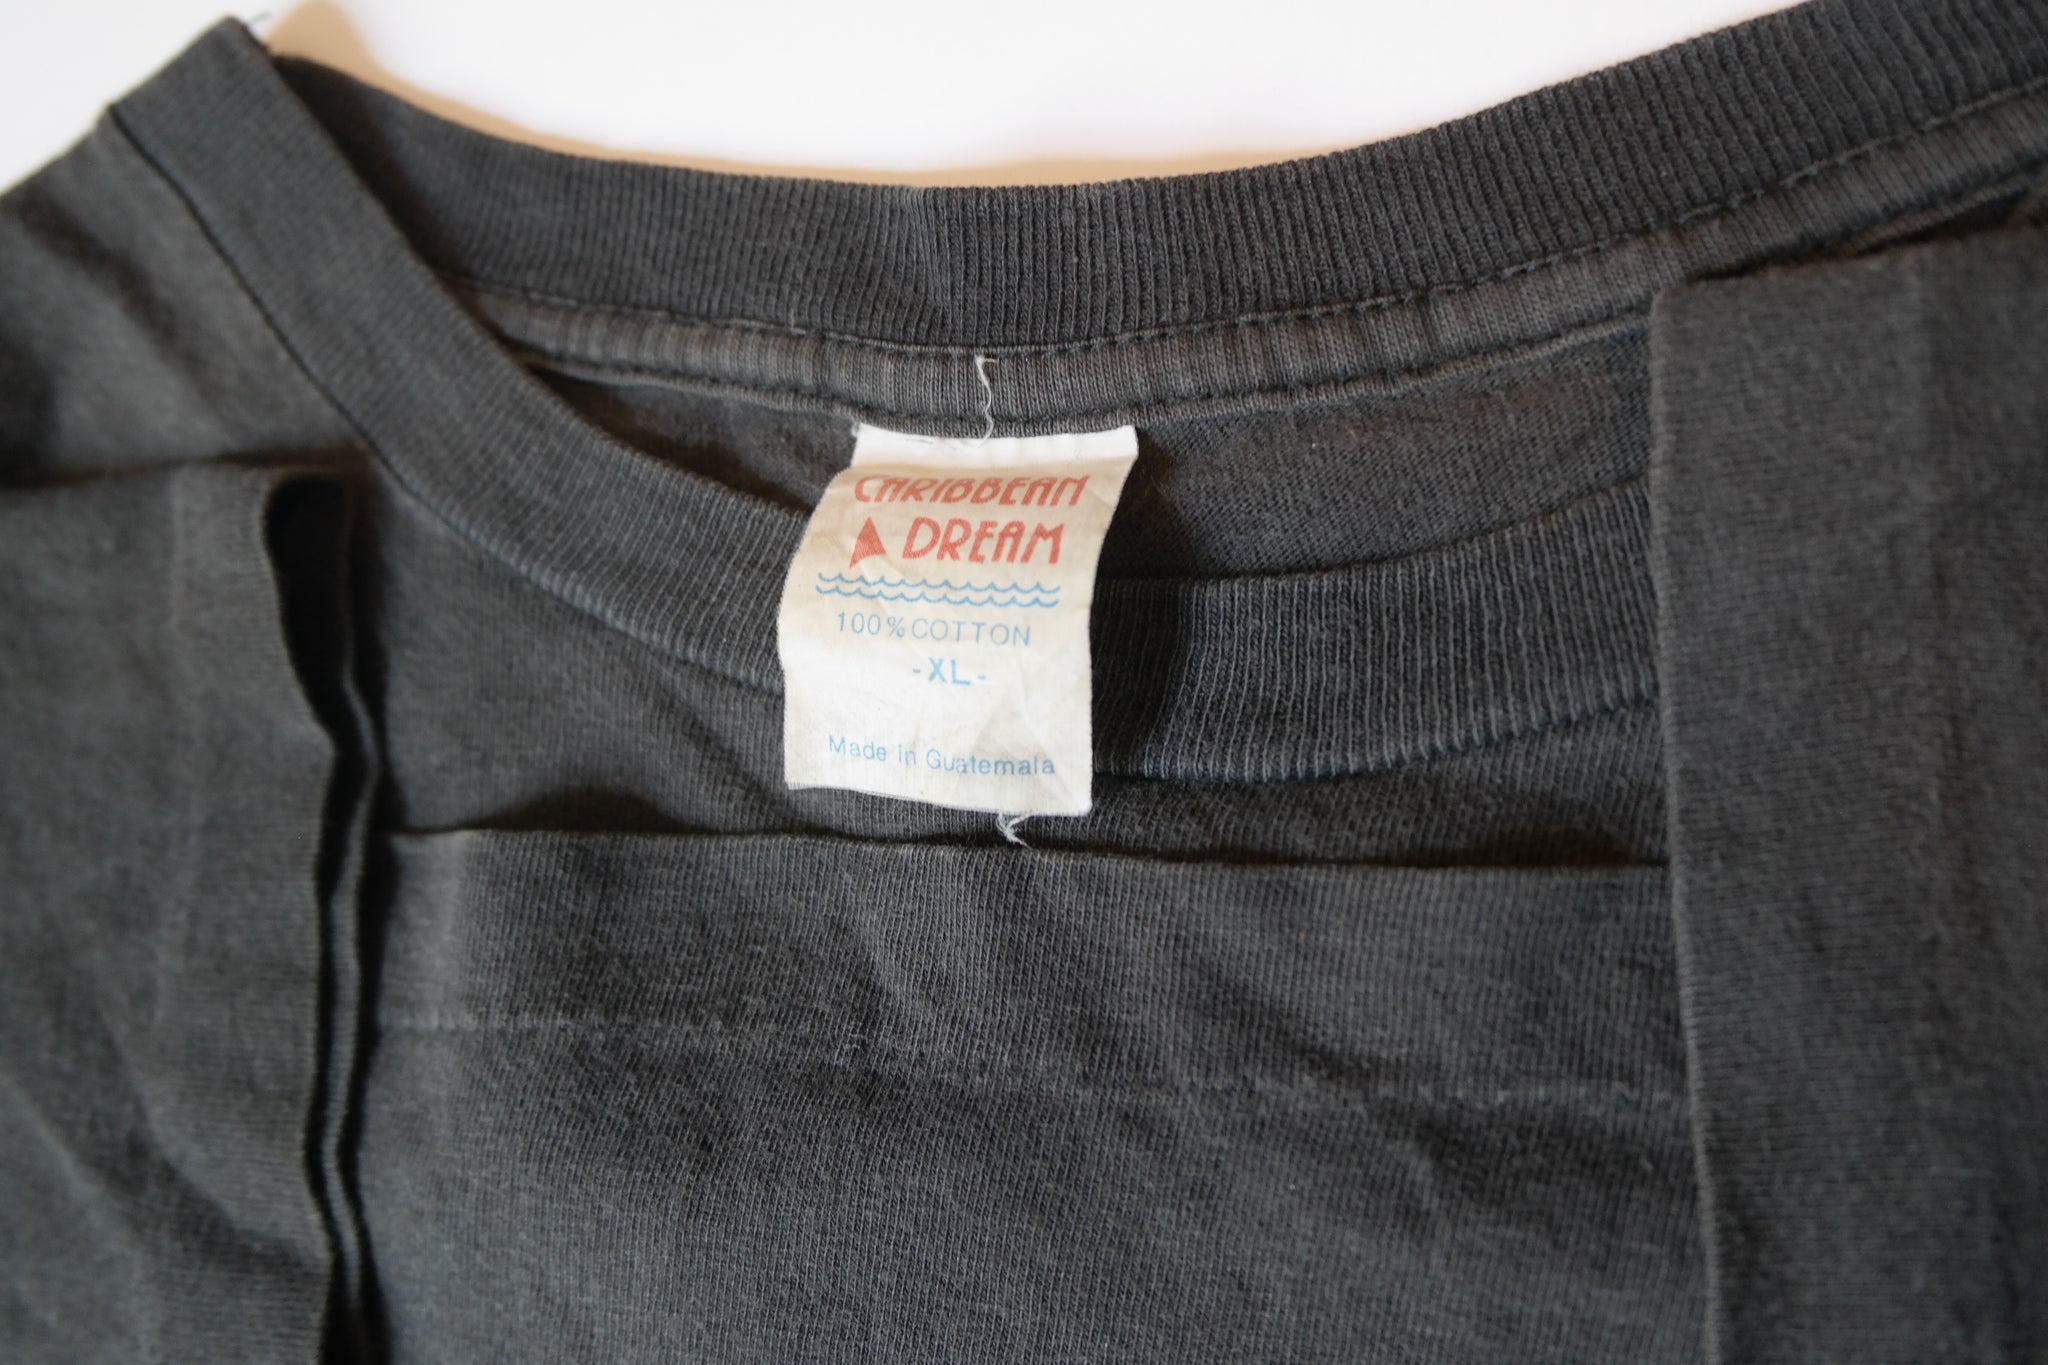 CARIBBEAN
DREAM
100% COTTON
-XL-
Made in Guatemala